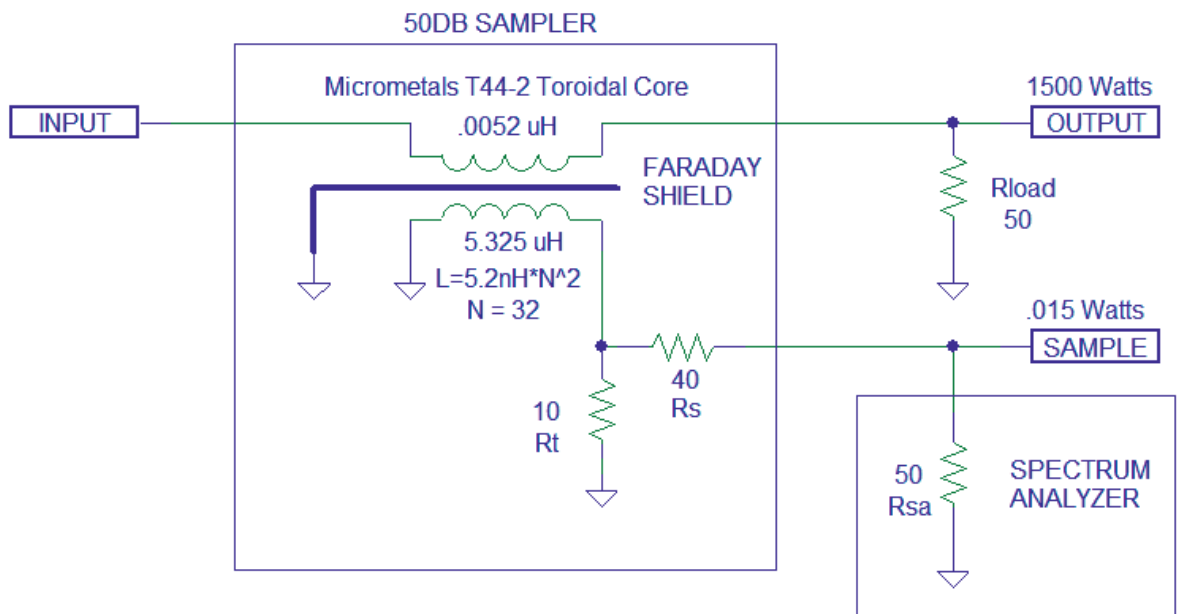 50DB SAMPLER
Micrometals T44-2 Toroidal Core
1500 Watts
INPUT
.0052 uH
OUTPUT
FARADAY
SHIELD
Rload
50
5.325 uH
L=5.2nH*N^2
N = 32
.015 Watts
SAMPLE
40
Rs
10
Rt
50
Rsa
SPECTRUM
ANALYZER